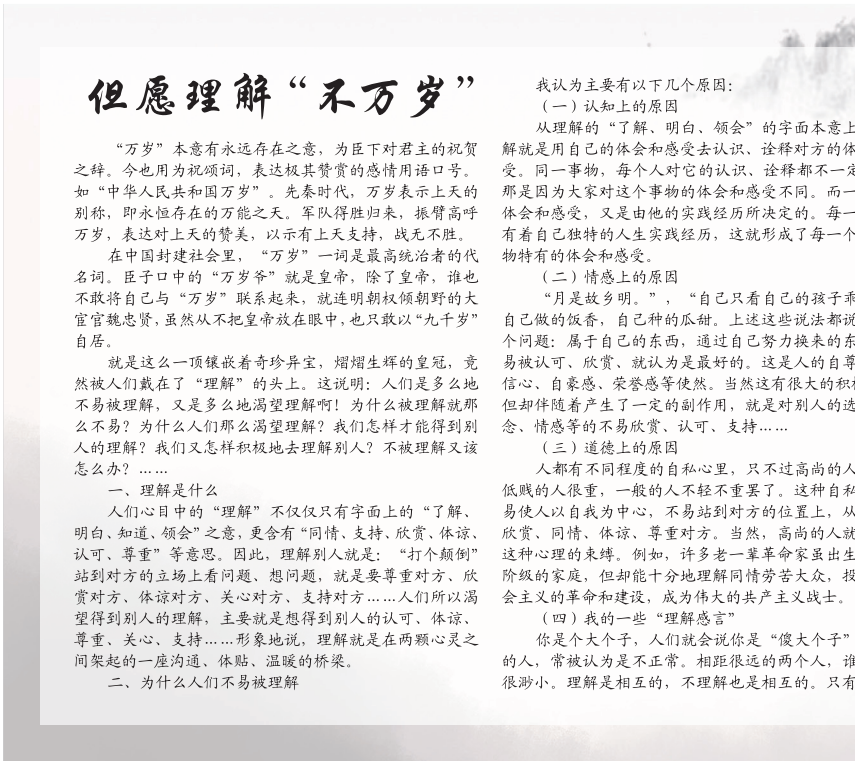 但愿理解“不万岁”
“万岁”本意有永远存在之意，为臣下对君主的祝贺
之辞。今也用为祝颂词，表达极其赞赏的感情用语口号。
如“中华人民共和国万岁”。先秦时代，万岁表示上天的
别称，即永恒存在的万能之天。军队得胜归来，振臂高呼
万岁，表达对上天的赞美，以示有上天支持，战无不胜。
在中国封建社会里，“万岁”一词是最高统治者的代
名词。臣子口中的“万岁爷”就是皇帝，除了皇帝，谁也
不敢将自己与“万岁”联系起来，就连明朝权倾朝野的大
宦官魏忠贤，虽然从不把皇帝放在眼中，也只敢以“九千岁”
自居。
就是这么一顶镶嵌着奇珍异宝，熠熠生辉的皇冠，竟
然被人们戴在了“理解”的头上。这说明：人们是多么地
不易被理解，又是多么地渴望理解啊！为什么被理解就那
么不易？为什么人们那么渴望理解？我们怎样才能得到别
人的理解？我们又怎样积极地去理解别人？不被理解又该
怎么办？……
一、理解是什么
人们心目中的“理解”不仅仅只有字面上的“了解、
明白、知道、领会”之意，更含有“同情、支持、欣赏、体谅、
认可、尊重”等意思。因此，理解别人就是：“打个颠倒”
站到对方的立场上看问题、想问题，就是要尊重对方、欣
赏对方、体谅对方、关心对方、支持对方……人们所以渴
望得到别人的理解，主要就是想得到别人的认可、体谅、
尊重、关心、支持……形象地说，理解就是在两颗心灵之
间架起的一座沟通、体贴、温暖的桥梁。
二、为什么人们不易被理解
我认为主要有以下几个原因：
（一）认知上的原因
从理解的“了解、明白、领会”的字面本意上
解就是用自己的体会和感受去认识、诠释对方的体
受。同一事物，每个人对它的认识、诠释都不一定
那是因为大家对这个事物的体会和感受不同。而一
体会和感受，又是由他的实践经历所决定的。每一
有着自己独特的人生实践经历，这就形成了每一个
物特有的体会和感受。
（二）情感上的原因
“月是故乡明。”，“自己只看自己的孩子乖
自己做的饭香，自己种的瓜甜。上述这些说法都说
个问题：属于自己的东西，通过自己努力换来的东
易被认可、欣赏、就认为是最好的。这是人的自尊
信心、自豪感、荣誉感等使然。当然这有很大的积极
但却伴随着产生了一定的副作用，就是对别人的选
念、情感等的不易欣赏、认可、支持……
（三）道德上的原因
人都有不同程度的自私心里，只不过高尚的人
低贱的人很重，一般的人不轻不重罢了。这种自私
易使人以自我为中心，不易站到对方的位置上，从
欣赏、同情、体谅、尊重对方。当然，高尚的人就
这种心理的束缚。例如，许多老一辈革命家虽出生
阶级的家庭，但却能十分地理解同情劳苦大众，投
会主义的革命和建设，成为伟大的共产主义战士。
（四）我的一些“理解感言”
你是个大个子，人们就会说你是“傻大个子”
的人，常被认为是不正常。相距很远的两个人，谁
很渺小。理解是相互的，不理解也是相互的。只有